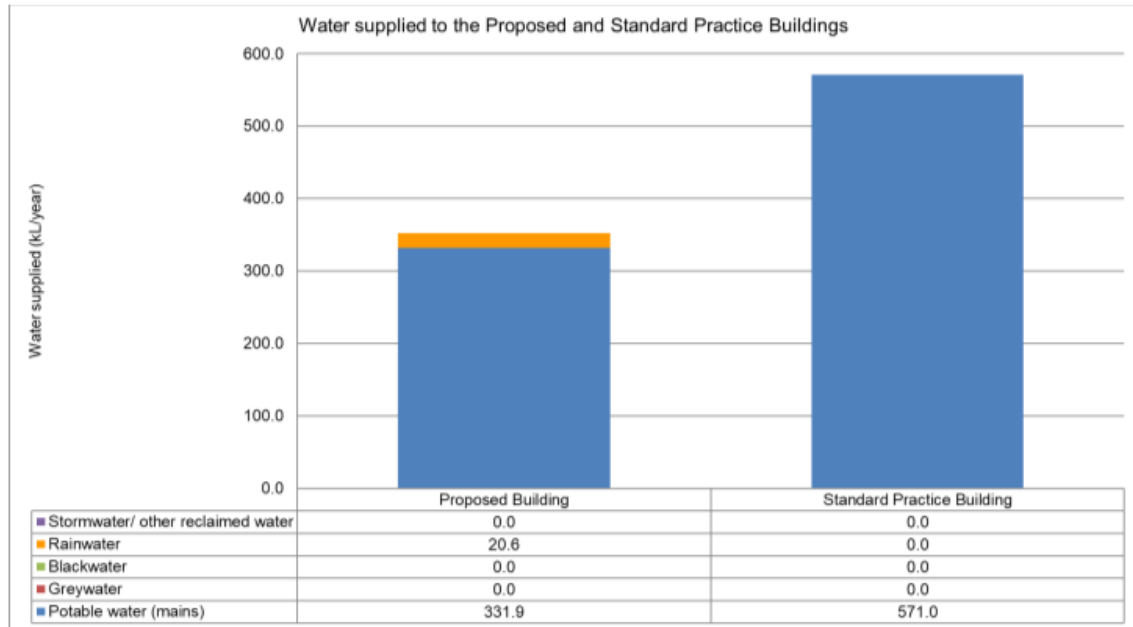 Water supplied to the Proposed and Standard Practice Buildings
600.0
500.0
400.0
300.0
200.0
100.0
0.0
Water supplied (kL/year)
Proposed Building Standard Practice Building
Stormwater/ other reclaimed water 0.0 0.0
Rainwater 20.6 0.0
Blackwater 0.0 0.0
Greywater 0.0 0.0
Potable water (mains) 331.9 571.0